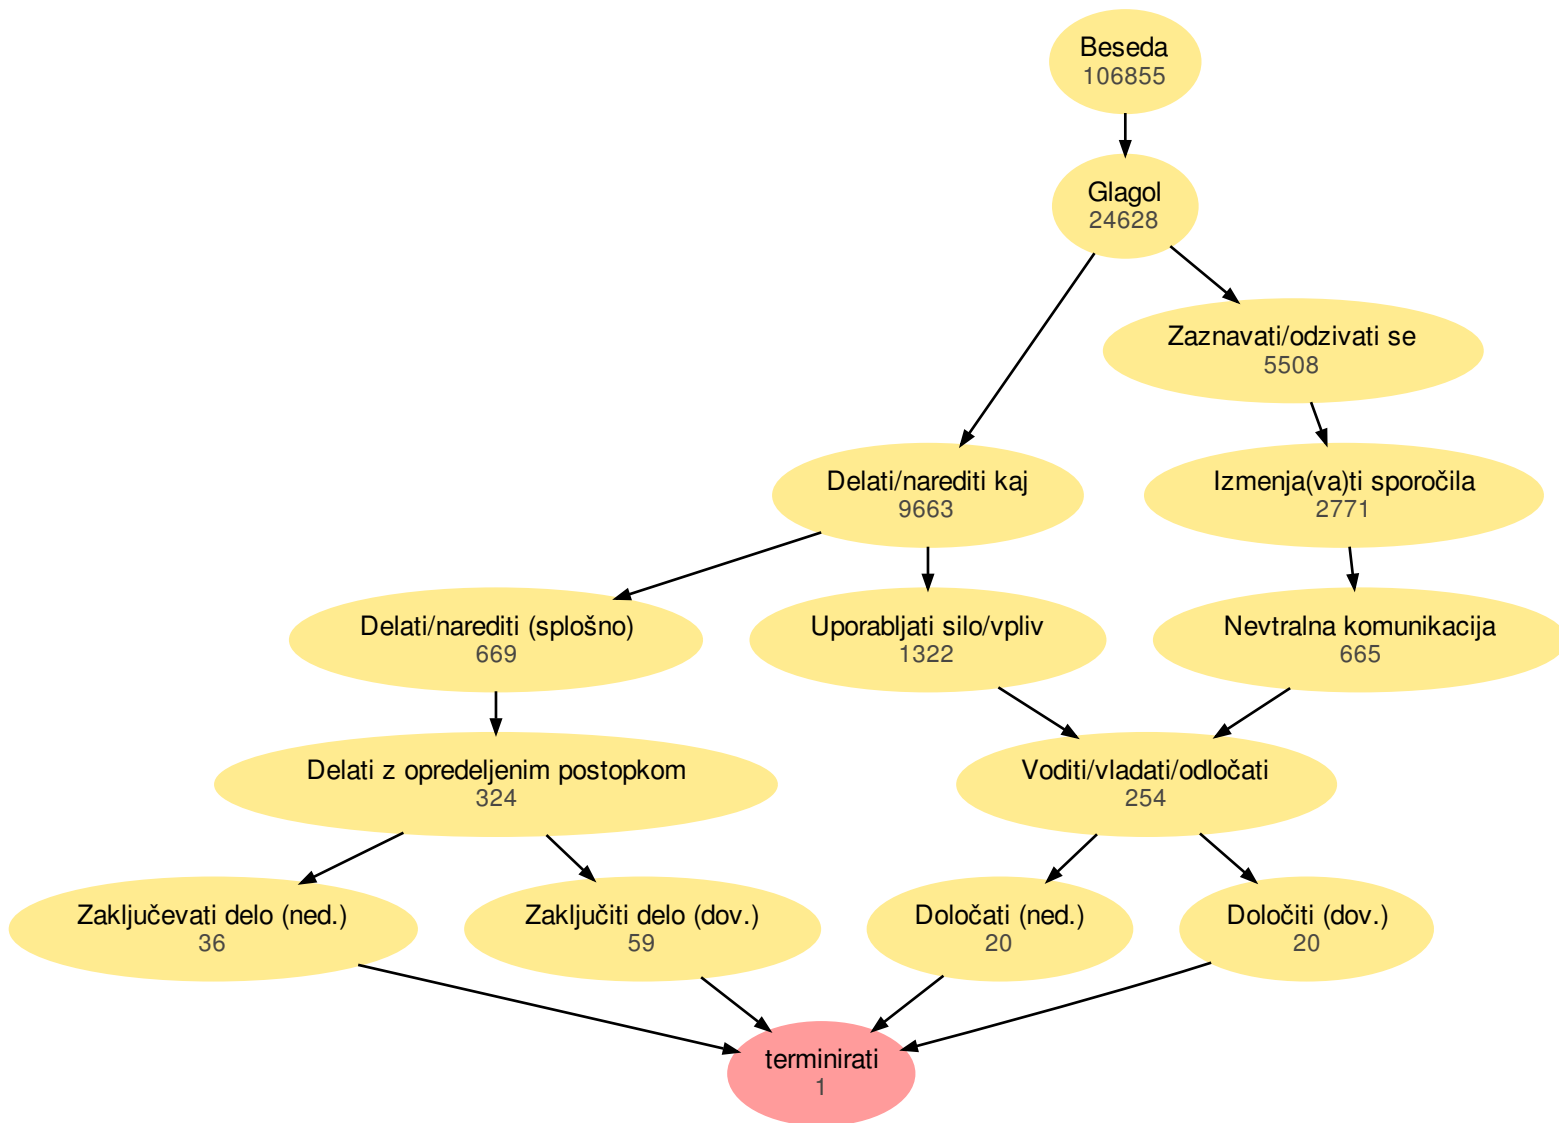 Beseda
106855
Glagol
24628
Zaznavati/odzivati se
5508
Delati/narediti kaj
9663
Izmenja(va)ti sporočila
2771
Delati/narediti (splošno)
669
Uporabljati silo/vpliv
1322
Nevtralna komunikacija
665
Delati z opredeljenim postopkom
324
Voditi/vladati/odločati
254
Zaključevati delo (ned.)
36
Zaključiti delo (dov.)
59
Določati (ned.)
20
Določiti (dov.)
20
terminirati
1